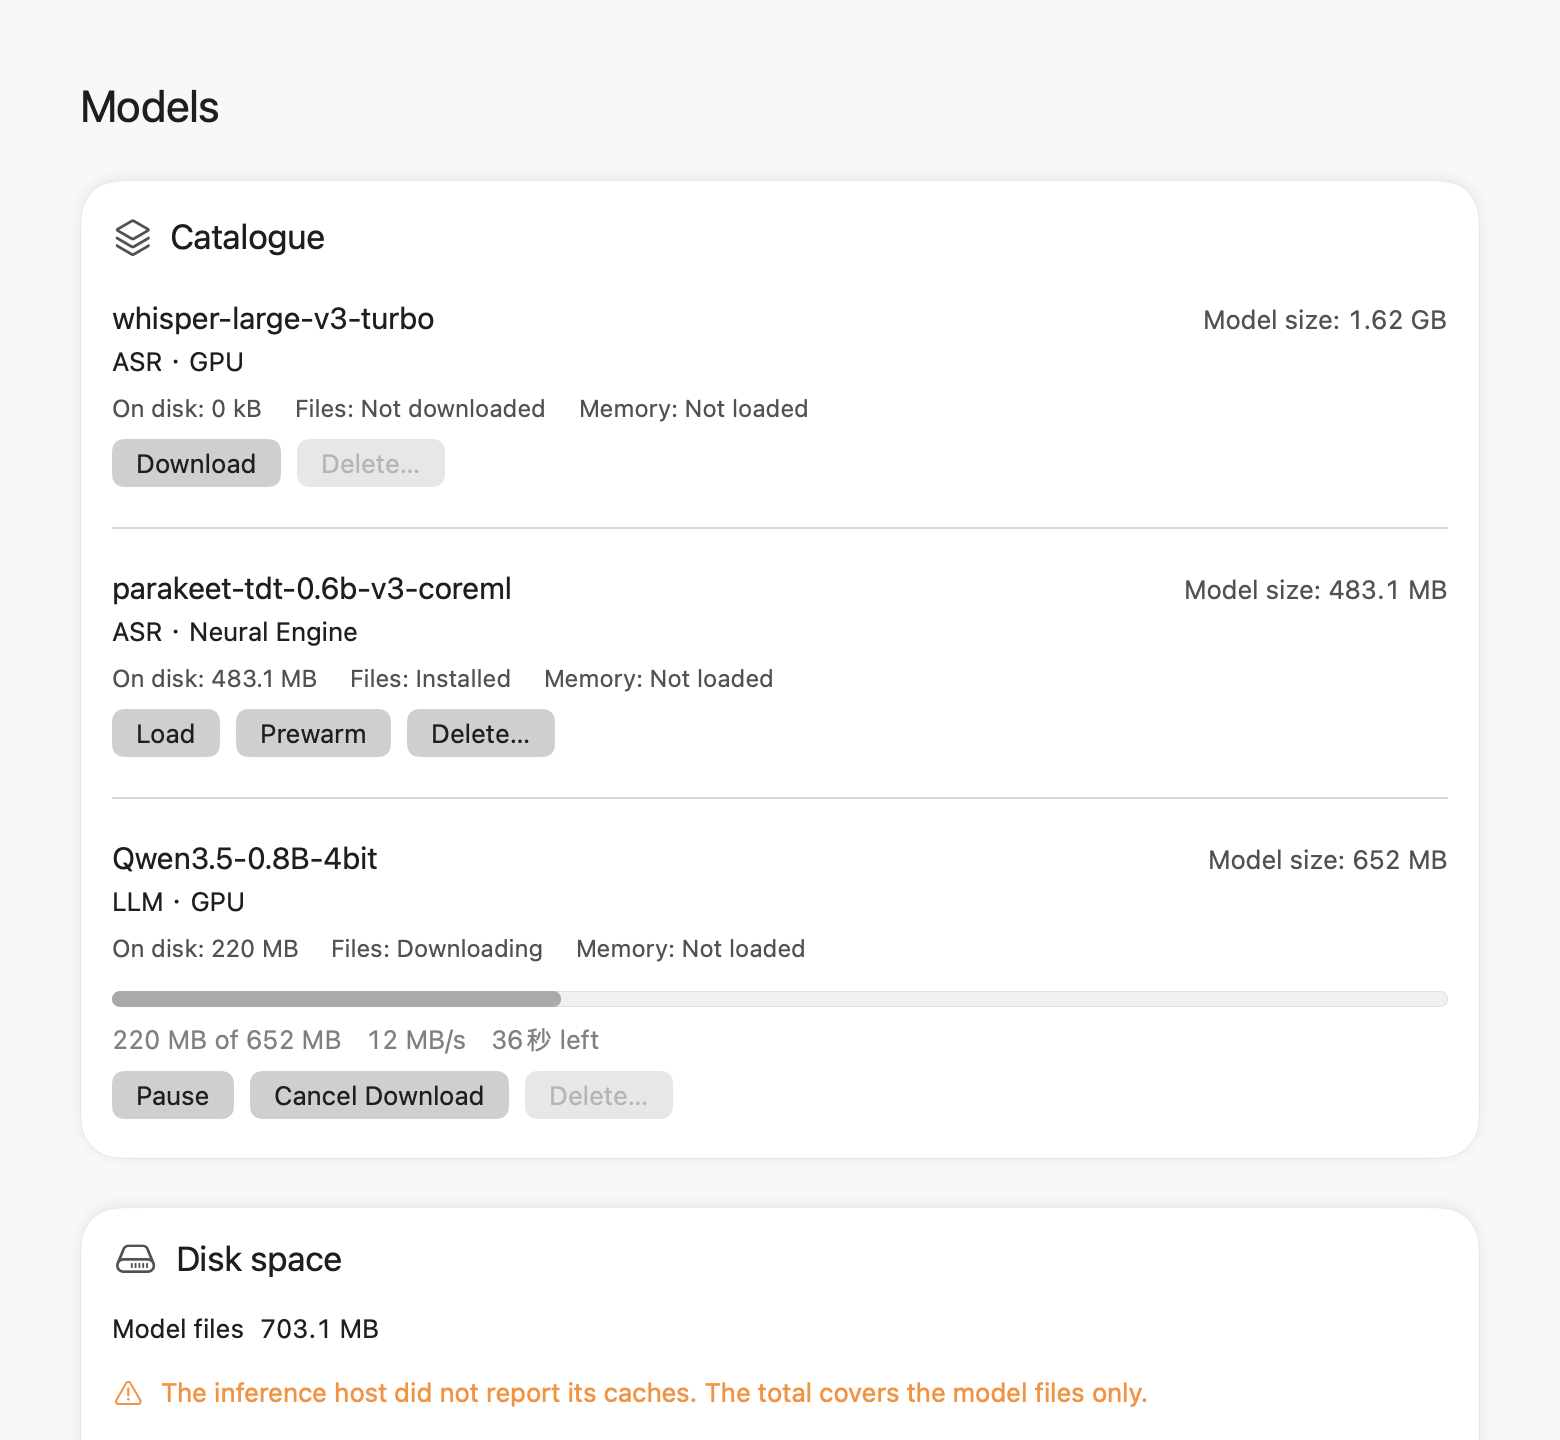 Models
Catalogue
whisper-large-v3-turbo
Model size: 1.62 GB
ASR · GPU
On disk: 0 kB Files: Not downloaded Memory: Not loaded
Download Delete...
parakeet-tdt-0.6b-v3-coreml
Model size: 483.1 MB
ASR · Neural Engine
On disk: 483.1 MB Files: Installed Memory: Not loaded
Load Prewarm Delete...
Qwen3.5-0.8B-4bit
Model size: 652 MB
LLM · GPU
On disk: 220 MB Files: Downloading Memory: Not loaded
220 MB of 652 MB 12 MB/s 36秒 left
Pause Cancel Download Delete...
Disk space
Model files 703.1 MB
The inference host did not report its caches. The total covers the model files only.